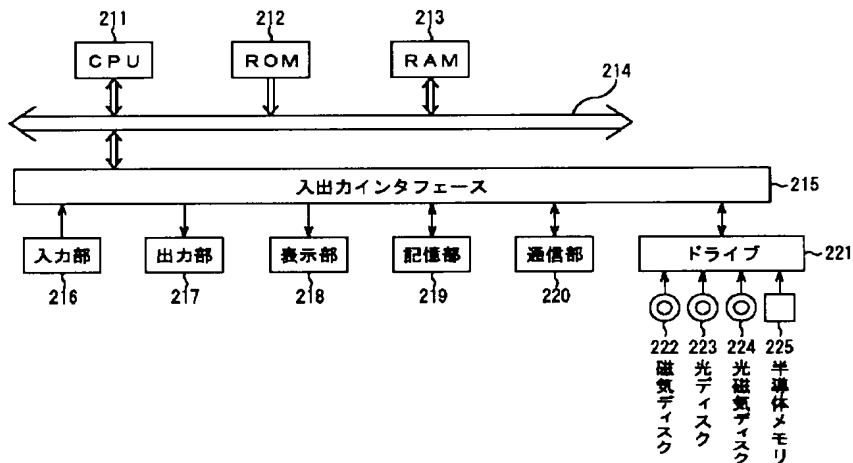 211
212
213
CPU
ROM
RAM
214
入出力インタフェース
215
入力部
出力部
表示部
記憶部
通信部
ドライブ
221
216
217
218
219
220
222
223
224
225
磁気ディスク
光ディスク
光磁気ディスク
半導体メモリ